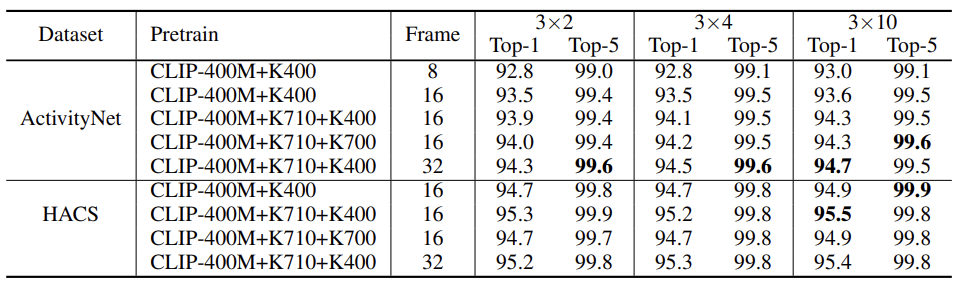 Dataset Pretrain Frame 3×2 3×4 3×10
Top-1 Top-5 Top-1 Top-5 Top-1 Top-5
ActivityNet
CLIP-400M+K400 8 92.8 99.0 92.8 99.1 93.0 99.1
CLIP-400M+K400 16 93.5 99.4 93.5 99.5 93.6 99.5
CLIP-400M+K710+K400 16 93.9 99.4 94.1 99.5 94.3 99.5
CLIP-400M+K710+K700 16 94.0 99.4 94.2 99.5 94.3 99.6
CLIP-400M+K710+K400 32 94.3 99.6 94.5 99.6 94.7 99.5
HACS
CLIP-400M+K400 16 94.7 99.8 94.7 99.8 94.9 99.9
CLIP-400M+K710+K400 16 95.3 99.9 95.2 99.8 95.5 99.8
CLIP-400M+K710+K700 16 94.7 99.7 94.7 99.8 94.9 99.8
CLIP-400M+K710+K400 32 95.2 99.8 95.3 99.8 95.4 99.8